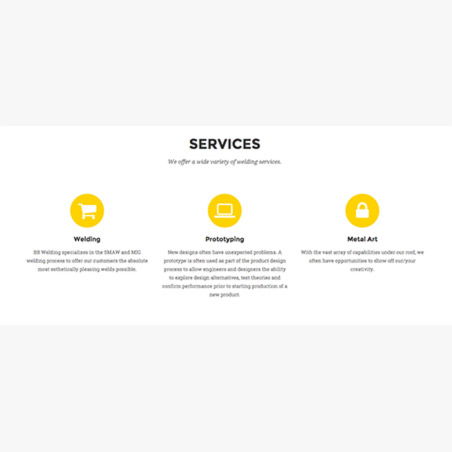 SERVICES
We offer a wide variety of welding services.
Welding
BB Welding specializes in the SMAW and MIG
welding process to offer our customers the absolute
most esthetically pleasing welds possible.
Prototyping
New designs often have unexpected problems. A
prototype is often used as part of the product design
process to allow engineers and designers the ability
to explore design alternatives, test theories and
confirm performance prior to starting production of a
new product.
Metal Art
With the vast array of capabilities under our roof, we
often have opportunities to show off our/your
creativity.